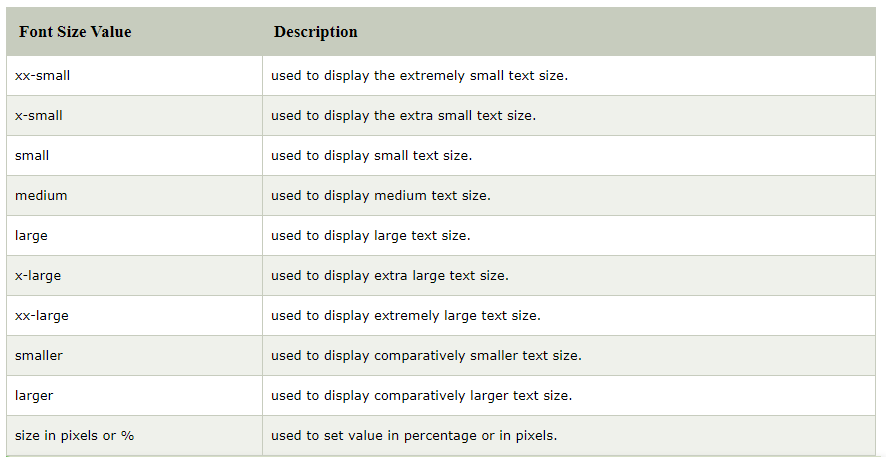 Font Size Value Description
xx-small used to display the extremely small text size.
x-small used to display the extra small text size.
small used to display small text size.
medium used to display medium text size.
large used to display large text size.
x-large used to display extra large text size.
xx-large used to display extremely large text size.
smaller used to display comparatively smaller text size.
larger used to display comparatively larger text size.
size in pixels or % used to set value in percentage or in pixels.